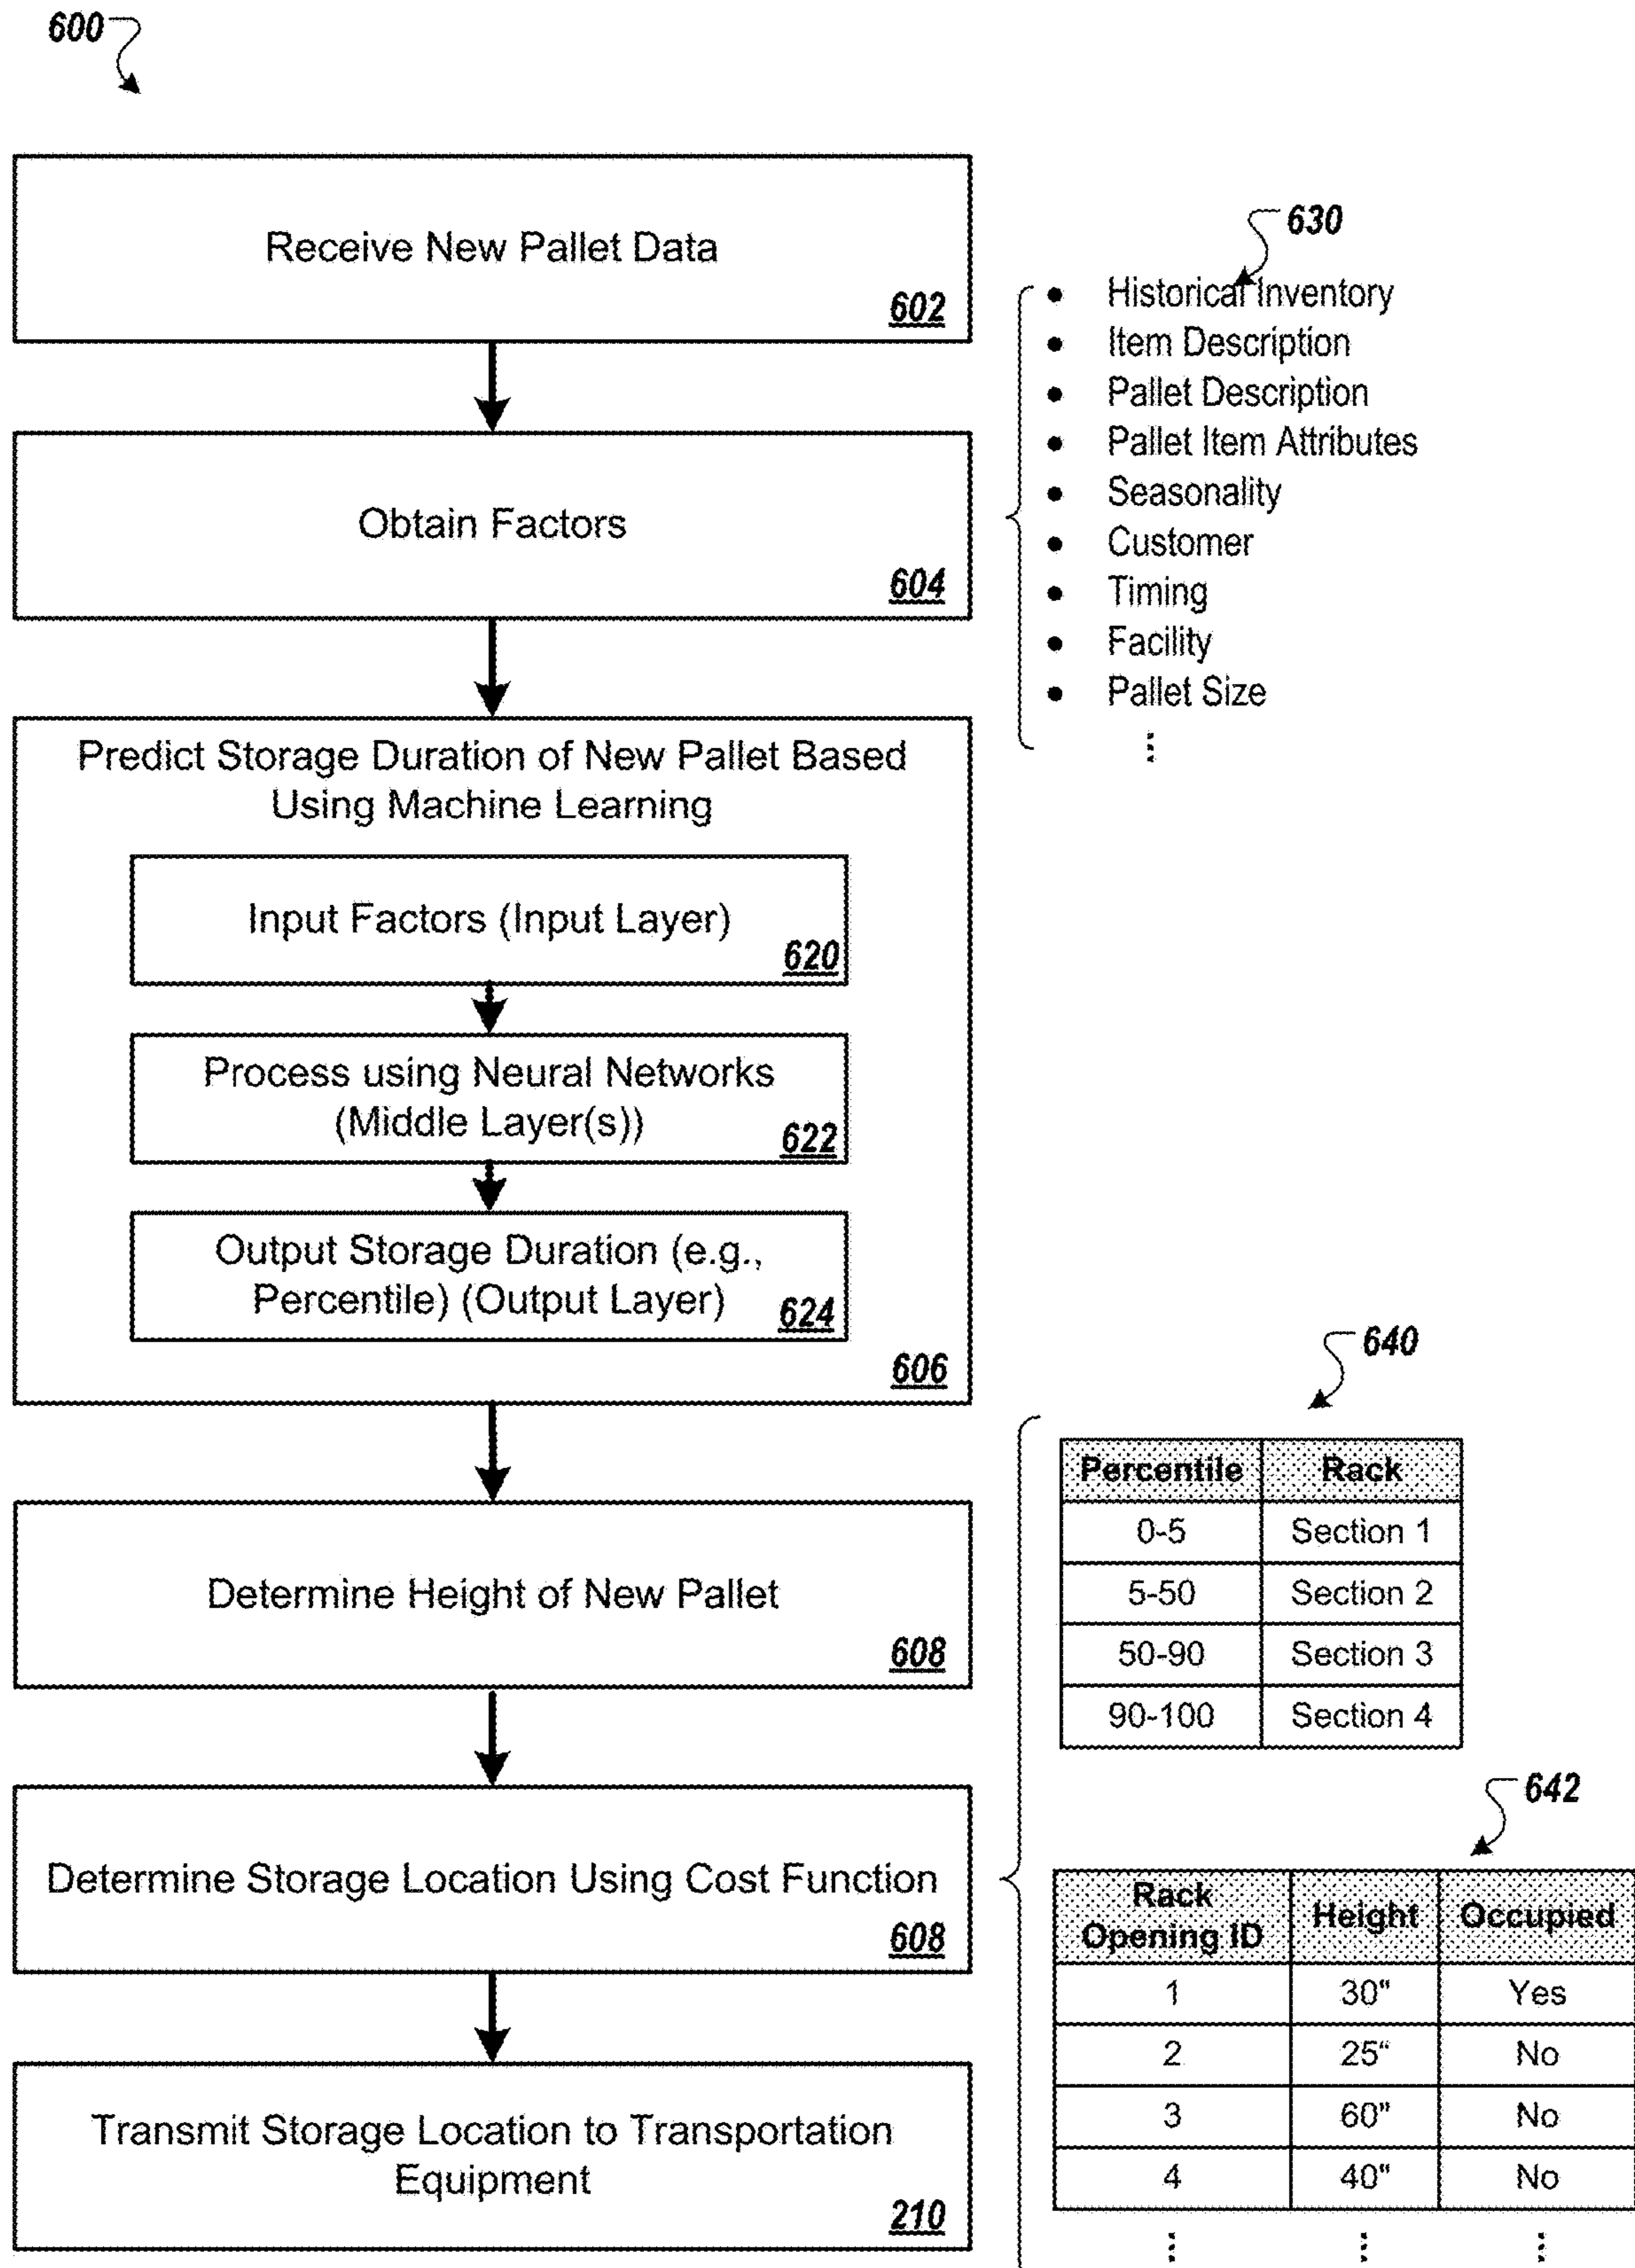 600
Receive New Pallet Data
602
Obtain Factors
604
630
• Historical Inventory
• Item Description
• Pallet Description
• Pallet Item Attributes
• Seasonality
• Customer
• Timing
• Facility
• Pallet Size
⋮
Predict Storage Duration of New Pallet Based
Using Machine Learning
Input Factors (Input Layer)
620
Process using Neural Networks
(Middle Layer(s))
622
Output Storage Duration (e.g.,
Percentile) (Output Layer)
624
606
Determine Height of New Pallet
608
Determine Storage Location Using Cost Function
608
Transmit Storage Location to Transportation
Equipment
210
640
Percentile Rack
0-5 Section 1
5-50 Section 2
50-90 Section 3
90-100 Section 4
642
Rack
Opening ID Height Occupied
1 30" Yes
2 25“ No
3 60" No
4 40" No
⋮ ⋮ ⋮